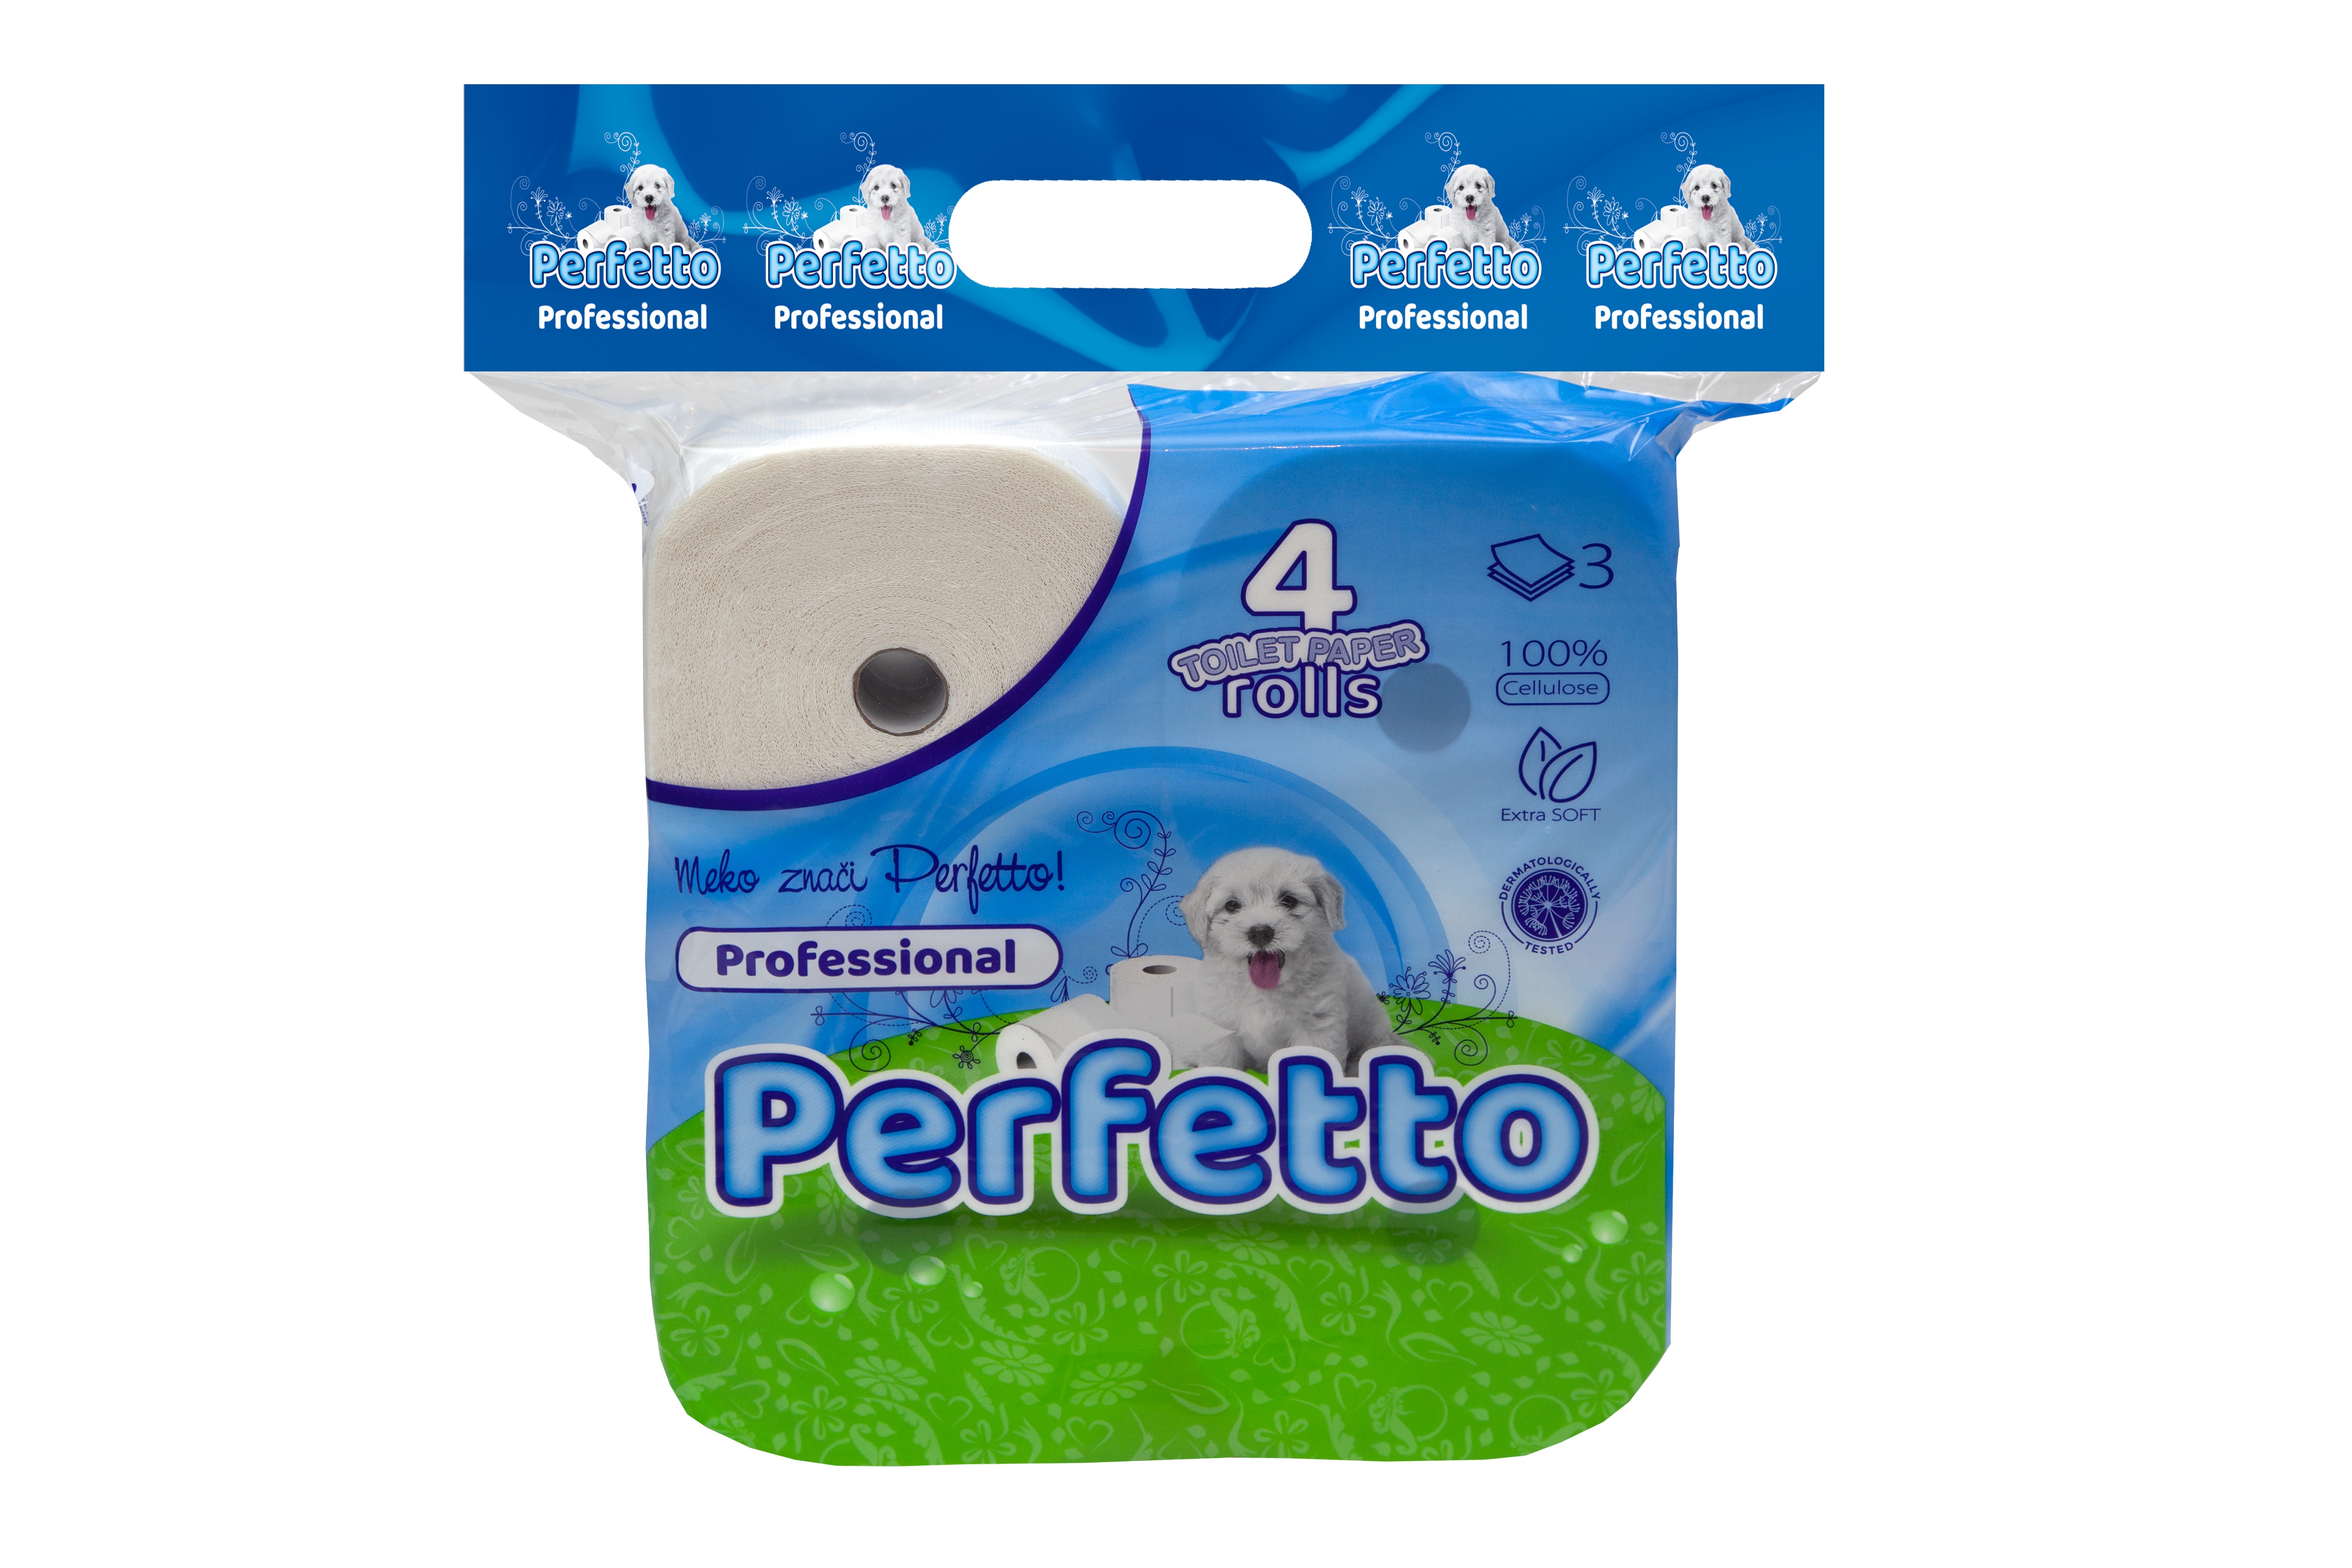 Perfetto Perfetto Perfetto Perfetto
Professional Professional Professional Professional
4
TOILET PAPER
rolls
3
100%
Cellulose
Extra SOFT
DERMATOLOGICALLY
TESTED
Meko znači Perfetto!
Professional
Perfetto